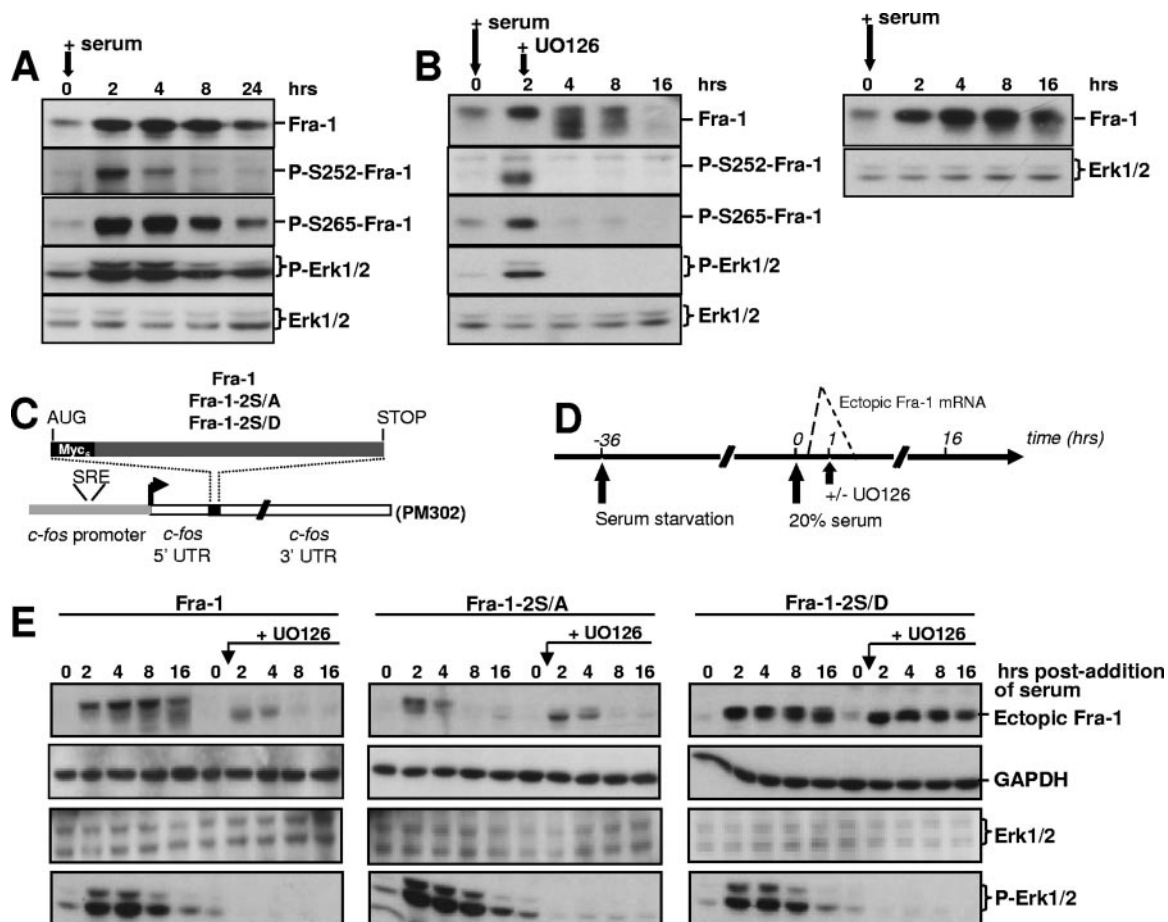 A
+ serum
0 2 4 8 24 hrs
Fra-1
P-S252-Fra-1
P-S265-Fra-1
P-Erk1/2
Erk1/2
B
+ serum
+ UO126
0 2 4 8 16 hrs
Fra-1
P-S252-Fra-1
P-S265-Fra-1
P-Erk1/2
Erk1/2
+ serum
0 2 4 8 16 hrs
Fra-1
Erk1/2
C
Fra-1
Fra-1-2S/A
Fra-1-2S/D
AUG
STOP
Myc6
SRE
(PM302)
c-fos promoter
c-fos
5' UTR
c-fos
3' UTR
D
Ectopic Fra-1 mRNA
-36 0 1 16 time (hrs)
+/- UO126
Serum starvation
20% serum
E
Fra-1
Fra-1-2S/A
Fra-1-2S/D
+ UO126
+ UO126
+ UO126
0 2 4 8 16 0 2 4 8 16
0 2 4 8 16 0 2 4 8 16
0 2 4 8 16 0 2 4 8 16
hrs post-addition
of serum
Ectopic Fra-1
GAPDH
Erk1/2
P-Erk1/2